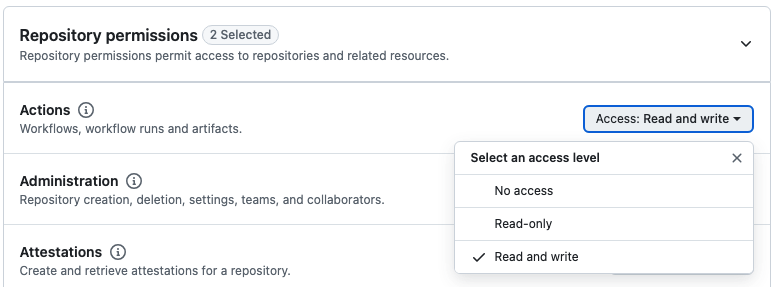 Repository permissions 2 Selected
Repository permissions permit access to repositories and related resources.
Actions
Access: Read and write
Workflows, workflow runs and artifacts.
Select an access level
No access
Read-only
Read and write
Administration
Repository creation, deletion, settings, teams, and collaborators.
Attestations
Create and retrieve attestations for a repository.